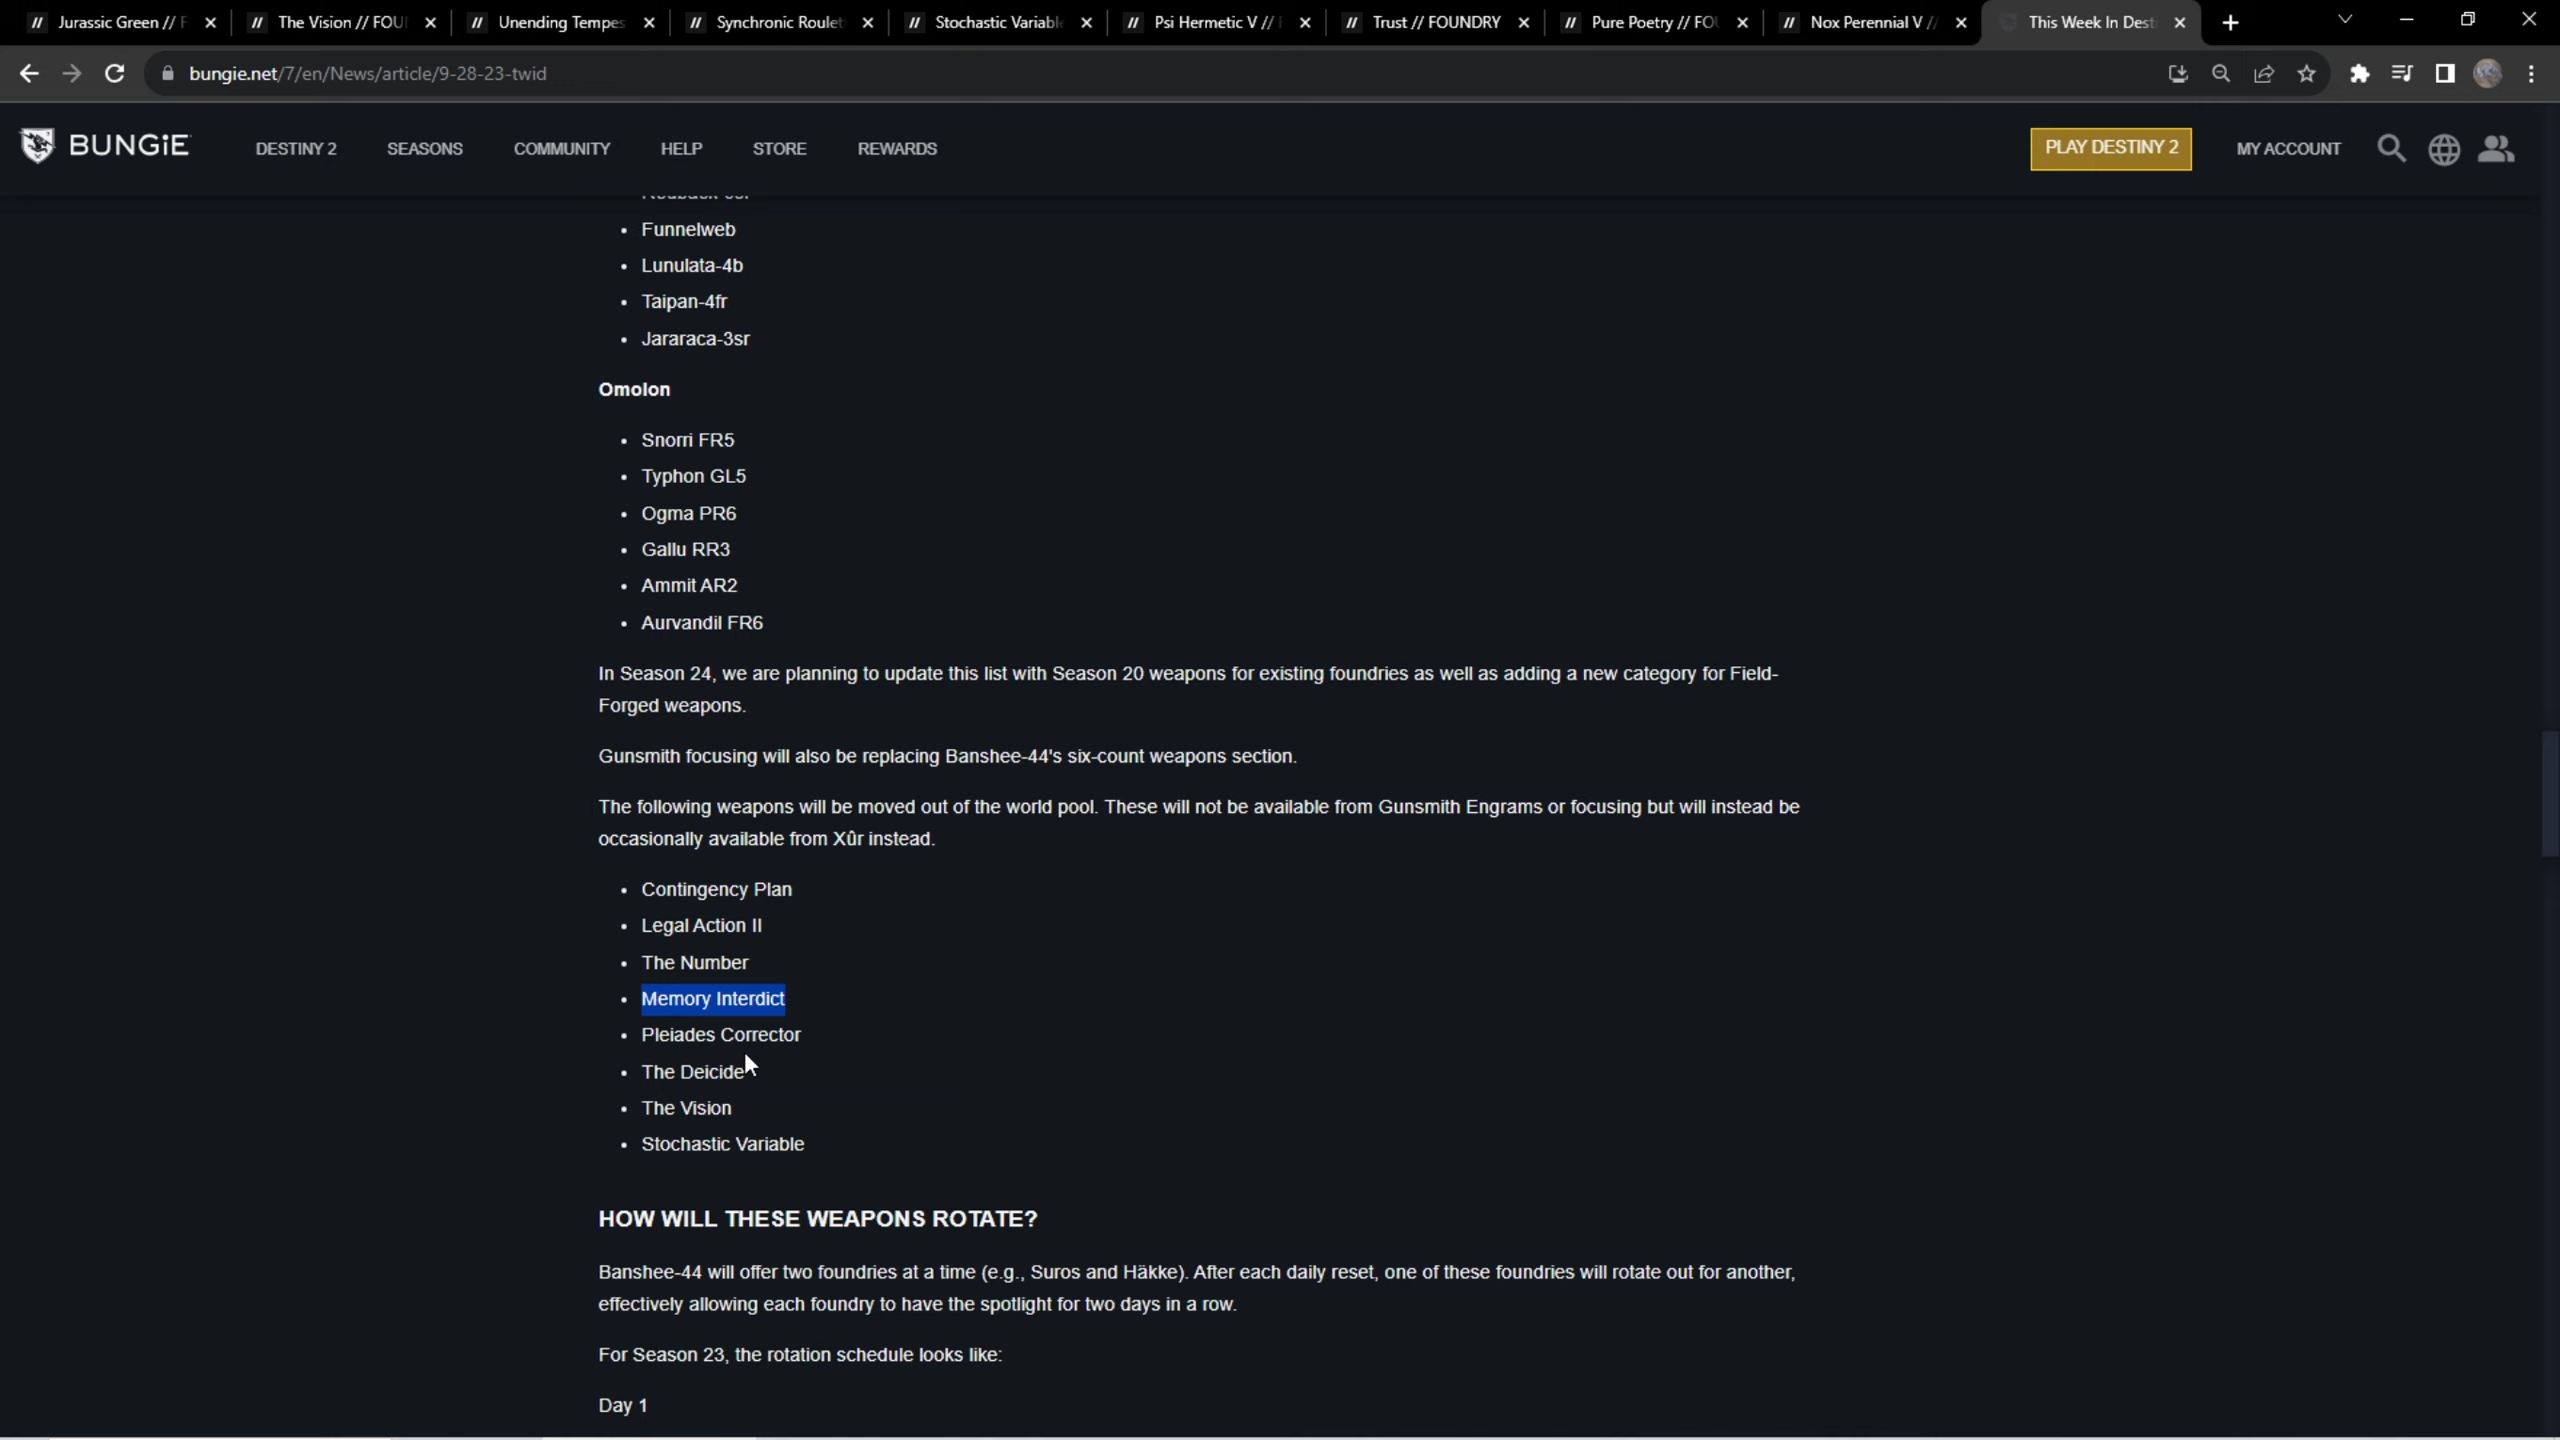 Jurassic Green // F
The Vision // FOU
Unending Tempes
Synchronic Roulet
Stochastic Variabl
Psi Hermetic V //
Trust // FOUNDRY
Pure Poetry // FO
Nox Perennial V //
This Week In Dest
bungie.net/7/en/News/article/9-28-23-twid
BUNGiE
DESTINY 2
SEASONS
COMMUNITY
HELP
STORE
REWARDS
PLAY DESTINY 2
MY ACCOUNT
• Funnelweb
• Lunulata-4b
• Taipan-4fr
• Jararaca-3sr
Omolon
• Snorri FR5
• Typhon GL5
• Ogma PR6
• Gallu RR3
• Ammit AR2
• Aurvandil FR6
In Season 24, we are planning to update this list with Season 20 weapons for existing foundries as well as adding a new category for Field-
Forged weapons.
Gunsmith focusing will also be replacing Banshee-44's six-count weapons section.
The following weapons will be moved out of the world pool. These will not be available from Gunsmith Engrams or focusing but will instead be
occasionally available from Xûr instead.
• Contingency Plan
• Legal Action II
• The Number
• Memory Interdict
• Pleiades Corrector
• The Deicide
• The Vision
• Stochastic Variable
HOW WILL THESE WEAPONS ROTATE?
Banshee-44 will offer two foundries at a time (e.g., Suros and Häkke). After each daily reset, one of these foundries will rotate out for another,
effectively allowing each foundry to have the spotlight for two days in a row.
For Season 23, the rotation schedule looks like:
Day 1